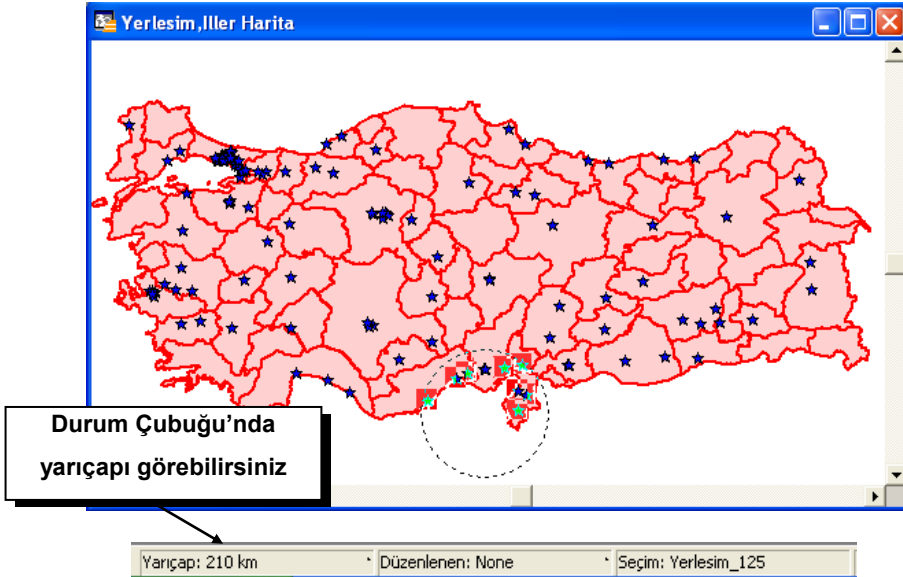 Yerlesim,Iller Harita
Durum Çubuğu'nda
yarıçapı görebilirsiniz
Yarıçap: 210 km
Düzenlenen: None
Seçim: Yerlesim_125